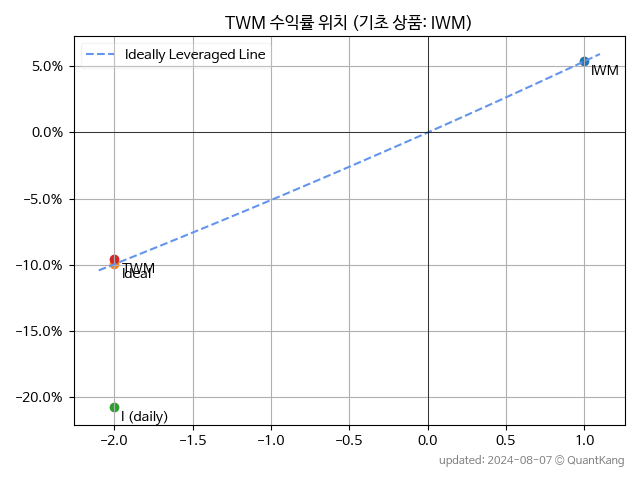 TWM 수익률 위치 (기초 상품: IWM)
Ideally Leveraged Line
5.0%
0.0%
−5.0%
−10.0%
−15.0%
−20.0%
IWM
TWM
Ideal
I (daily)
−2.0
−1.5
−1.0
−0.5
0.0
0.5
1.0
updated: 2024-08-07 © QuantKang